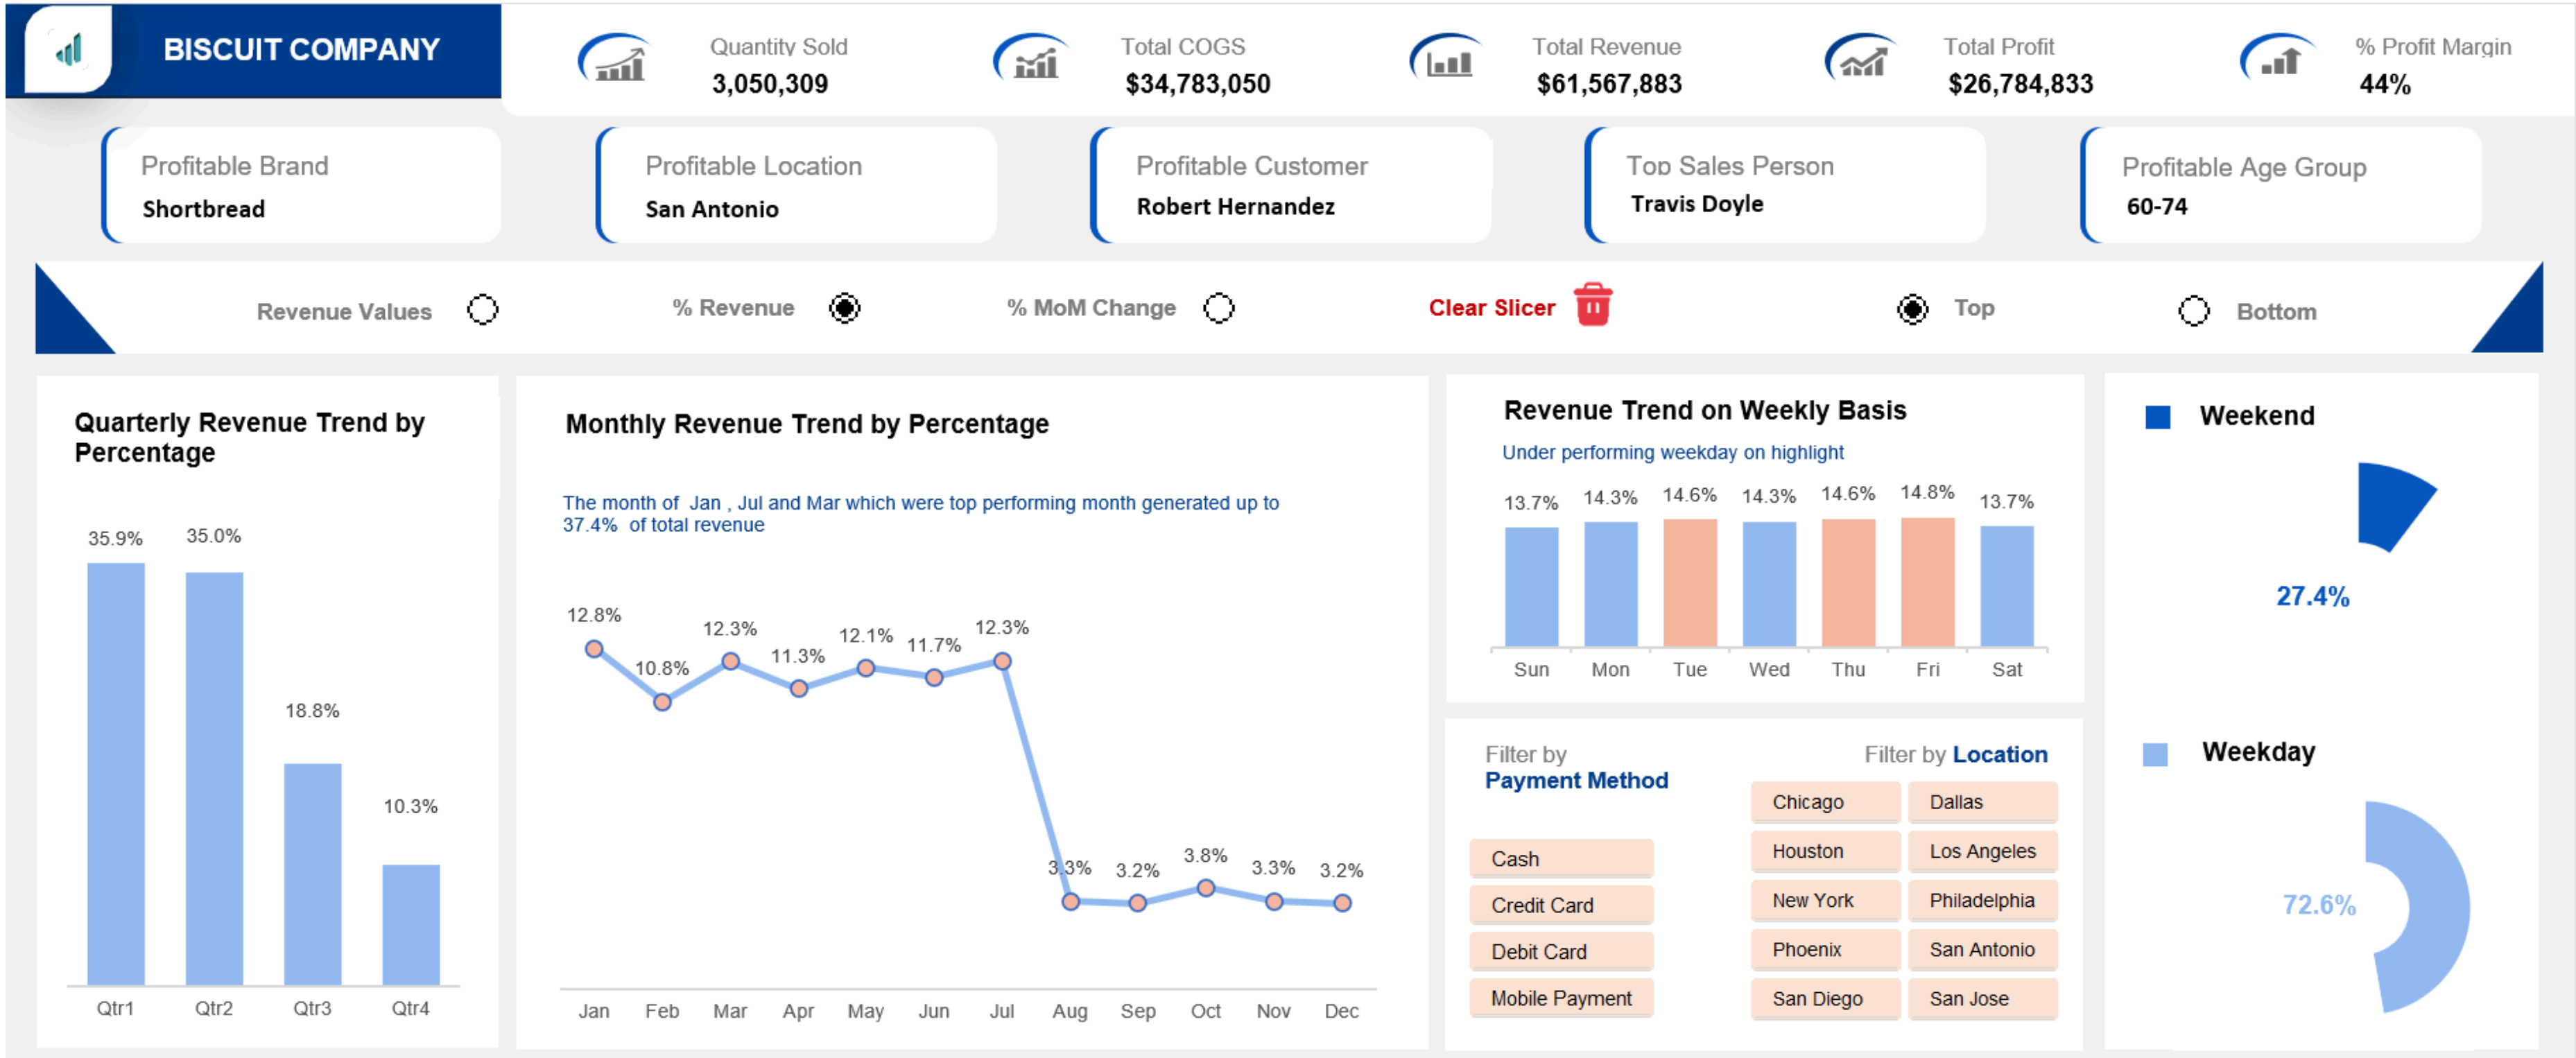 BISCUIT COMPANY
Quantity Sold
3,050,309
Total COGS
$34,783,050
Total Revenue
$61,567,883
Total Profit
$26,784,833
% Profit Margin
44%
Profitable Brand
Shortbread
Profitable Location
San Antonio
Profitable Customer
Robert Hernandez
Top Sales Person
Travis Doyle
Profitable Age Group
60-74
Revenue Values
% Revenue
% MoM Change
Clear Slicer
Top
Bottom
Quarterly Revenue Trend by
Percentage
35.9%
35.0%
18.8%
10.3%
Qtr1
Qtr2
Qtr3
Qtr4
Monthly Revenue Trend by Percentage
The month of Jan , Jul and Mar which were top performing month generated up to
37.4% of total revenue
12.8%
10.8%
12.3%
11.3%
12.1%
11.7%
12.3%
3.3%
3.2%
3.8%
3.3%
3.2%
Jan
Feb
Mar
Apr
May
Jun
Jul
Aug
Sep
Oct
Nov
Dec
Revenue Trend on Weekly Basis
Under performing weekday on highlight
13.7%
14.3%
14.6%
14.3%
14.6%
14.8%
13.7%
Sun
Mon
Tue
Wed
Thu
Fri
Sat
Filter by
Payment Method
Cash
Credit Card
Debit Card
Mobile Payment
Filter by Location
Chicago
Dallas
Houston
Los Angeles
New York
Philadelphia
Phoenix
San Antonio
San Diego
San Jose
Weekend
27.4%
Weekday
72.6%